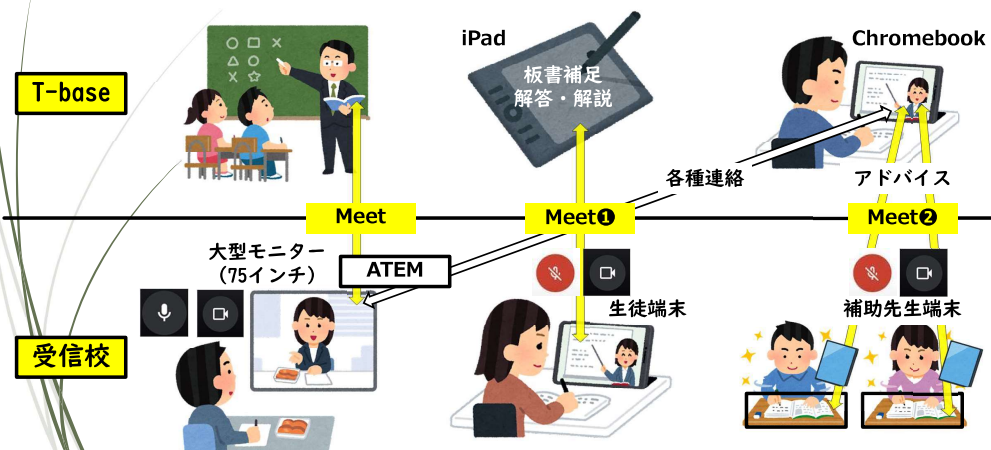 T-base
iPad
板書補足
解答・解説
Chromebook
各種連絡
アドバイス
Meet
Meet❶
Meet❷
大型モニター
（75インチ）
ATEM
生徒端末
補助先生端末
受信校